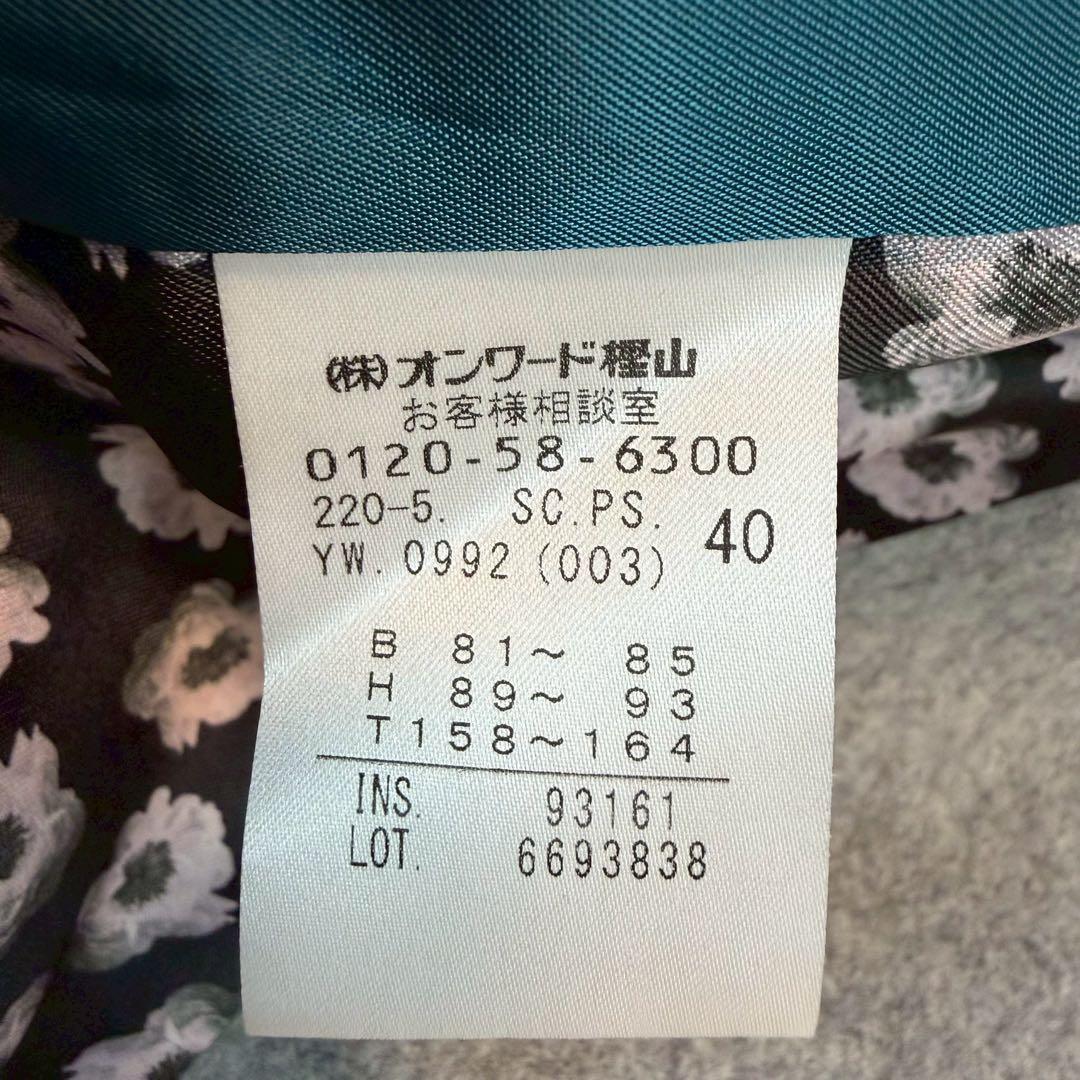 (株)オンワード樫山
お客様相談室
0120-58-6300
220-5. SC.PS. 40
YW. 0992 (003)
B 81～ 85
H 89～ 93
T158～164
INS. 93161
LOT. 6693838